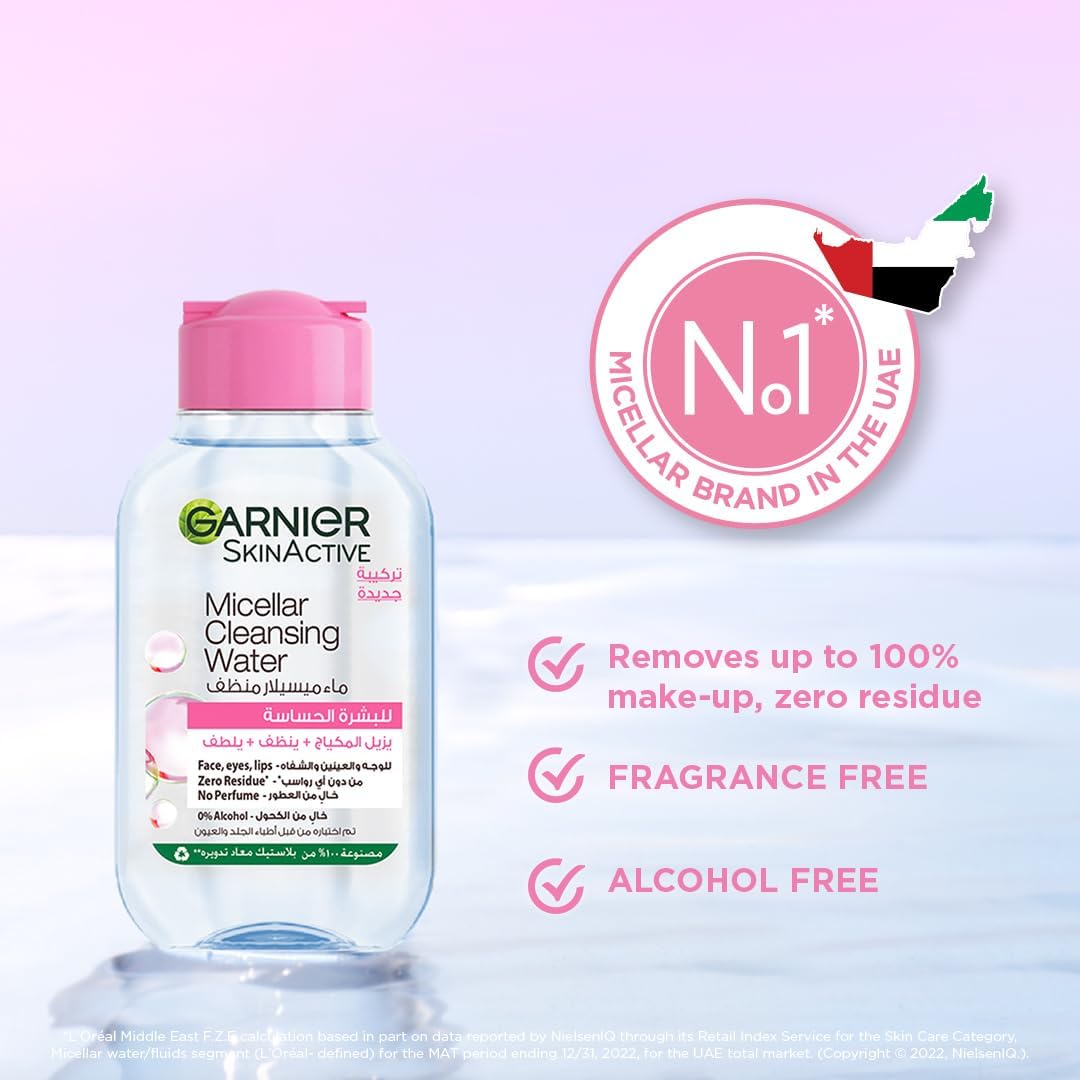 No1*
MICELLAR BRAND IN THE UAE
GARNIER
SKINACTIVE
تركيبة
جديدة
Micellar
Cleansing
Water
ماء ميسيلار منظف
للبشرة الحساسة
يزيل المكياج + ينظف + يلطف
Face, eyes, lips - للوجه والعينين والشفاه
Zero Residue* - من دون أي رواسب*
No Perfume - خالٍ من العطور
0% Alcohol - خالٍ من الكحول
تم اختباره من قبل أطباء الجلد والعيون
مصنوعة ١٠٠% من بلاستيك معاد تدويره**
Removes up to 100%
make-up, zero residue
FRAGRANCE FREE
ALCOHOL FREE
*L'Oréal Middle East F.Z.E calculation based in part on data reported by NielsenIQ through its Retail Index Service for the Skin Care Category,
Micellar water/fluids segment (L'Oréal- defined) for the MAT period ending 12/31, 2022, for the UAE total market. (Copyright © 2022, NielsenIQ.).